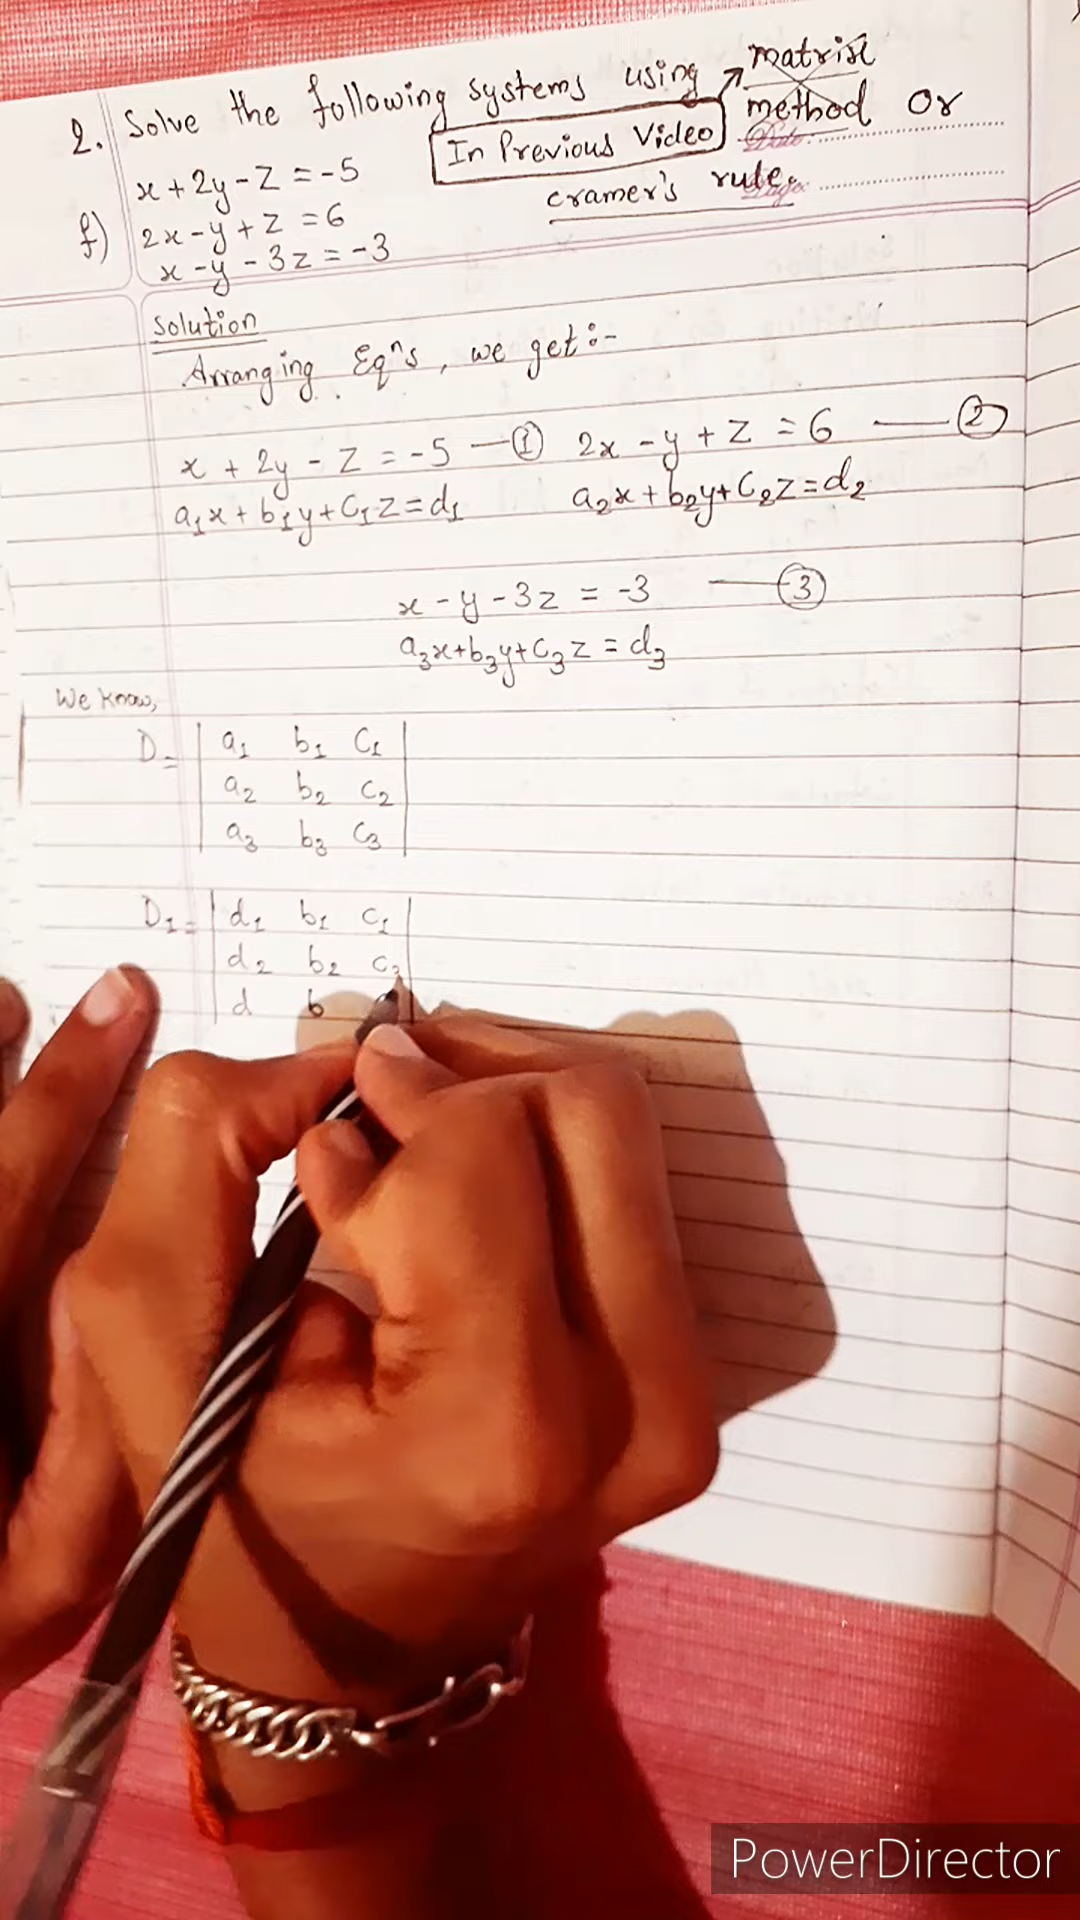 2. Solve the following systems using matrix
In Previous Video method Or
cramer's rule.
f) x + 2y - z = -5
2x - y + z = 6
x - y - 3z = -3
Solution
Arranging Eqⁿs, we get :-
x + 2y - z = -5 — ① 2x - y + z = 6 — ②
a₁x + b₁y + c₁z = d₁ a₂x + b₂y + c₂z = d₂
x - y - 3z = -3 — ③
a₃x + b₃y + c₃z = d₃
We know,
D = | a₁ b₁ c₁ |
| a₂ b₂ c₂ |
| a₃ b₃ c₃ |
D₁ = | d₁ b₁ c₁ |
| d₂ b₂ c₂ |
| d b
PowerDirector